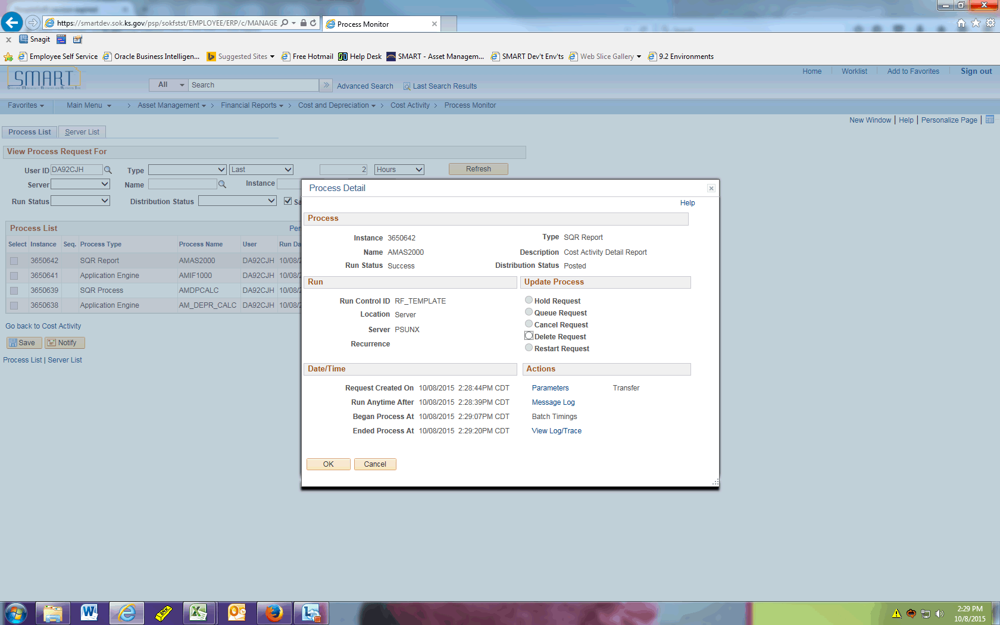 https://smartdev.sok.ks.gov/psp/sokfstst/EMPLOYEE/ERP/c/MANAGE
Process Monitor
x Snagit
Employee Self Service Oracle Business Intelligen... Suggested Sites Free Hotmail Help Desk SMART - Asset Managem... SMART Dev't Env'ts Web Slice Gallery 9.2 Environments
SMART
Home Worklist Add to Favorites Sign out
All Search Advanced Search Last Search Results
Favorites Main Menu > Asset Management > Financial Reports > Cost and Depreciation > Cost Activity > Process Monitor
New Window | Help | Personalize Page |
Process List Server List
View Process Request For
User ID DA92CJH Type Last 2 Hours Refresh
Server Name Instance
Run Status Distribution Status Sa
Process List Per
Select Instance Seq. Process Type Process Name User Run Da
3650642 SQR Report AMAS2000 DA92CJH 10/08/2
3650641 Application Engine AMIF1000 DA92CJH 10/08/
3650639 SQR Process AMDPCALC DA92CJH 10/08/
3650638 Application Engine AM_DEPR_CALC DA92CJH 10/08/
Go back to Cost Activity
Save Notify
Process List | Server List
Process Detail
Help
Process
Instance 3650642 Type SQR Report
Name AMAS2000 Description Cost Activity Detail Report
Run Status Success Distribution Status Posted
Run Update Process
Run Control ID RF_TEMPLATE Hold Request
Location Server Queue Request
Server PSUNX Cancel Request
Recurrence Delete Request
Restart Request
Date/Time Actions
Request Created On 10/08/2015 2:28:44PM CDT Parameters Transfer
Run Anytime After 10/08/2015 2:28:39PM CDT Message Log
Began Process At 10/08/2015 2:29:07PM CDT Batch Timings
Ended Process At 10/08/2015 2:29:20PM CDT View Log/Trace
OK Cancel
2:29 PM
10/8/2015